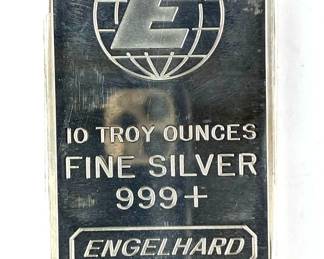 E
10 TROY OUNCES
FINE SILVER
999+
ENGELHARD